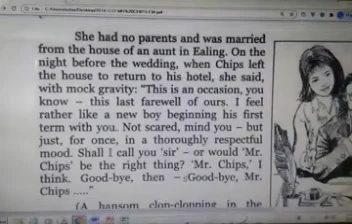 She had no parents and was married
from the house of an aunt in Ealing. On the
night before the wedding, when Chips left
the house to return to his hotel, she said,
with mock gravity: "This is an occasion, you
know – this last farewell of ours. I feel
rather like a new boy beginning his first
term with you. Not scared, mind you – but
just, for once, in a thoroughly respectful
mood. Shall I call you 'sir' – or would 'Mr.
Chips' be the right thing? 'Mr. Chips,' I
think. Good-bye, then – Good-bye, Mr.
Chips ....."
(A hansom clop-clopping in the